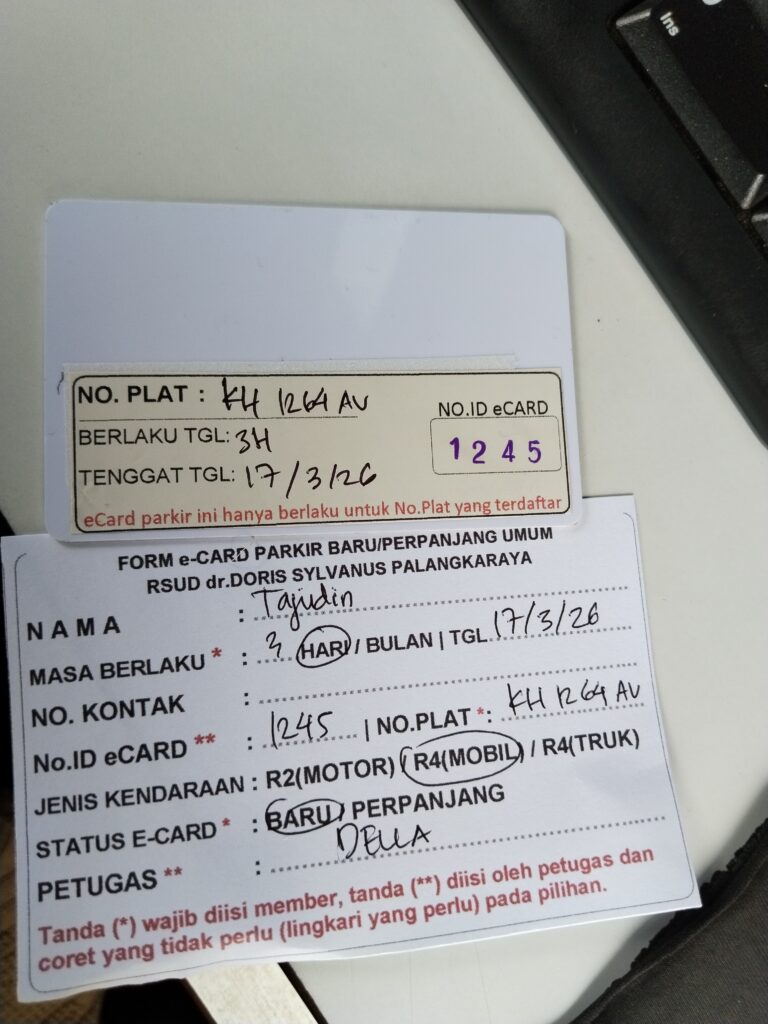 Ins
NO. PLAT : KH 1264 AU
NO.ID eCARD
BERLAKU TGL: 3H
1245
TENGGAT TGL: 17/3/26
eCard parkir ini hanya berlaku untuk No.Plat yang terdaftar
FORM e-CARD PARKIR BARU/PERPANJANG UMUM
RSUD dr.DORIS SYLVANUS PALANGKARAYA
NAMA : Tajudin
MASA BERLAKU * : 3 HARI / BULAN | TGL 17/3/26
NO. KONTAK :
No.ID eCARD ** : 1245 | NO.PLAT *: KH 1264 AU
JENIS KENDARAAN : R2(MOTOR) / R4(MOBIL) / R4(TRUK)
STATUS E-CARD * : BARU / PERPANJANG
PETUGAS ** : DELLA
Tanda (*) wajib diisi member, tanda (**) diisi oleh petugas dan
coret yang tidak perlu (lingkari yang perlu) pada pilihan.